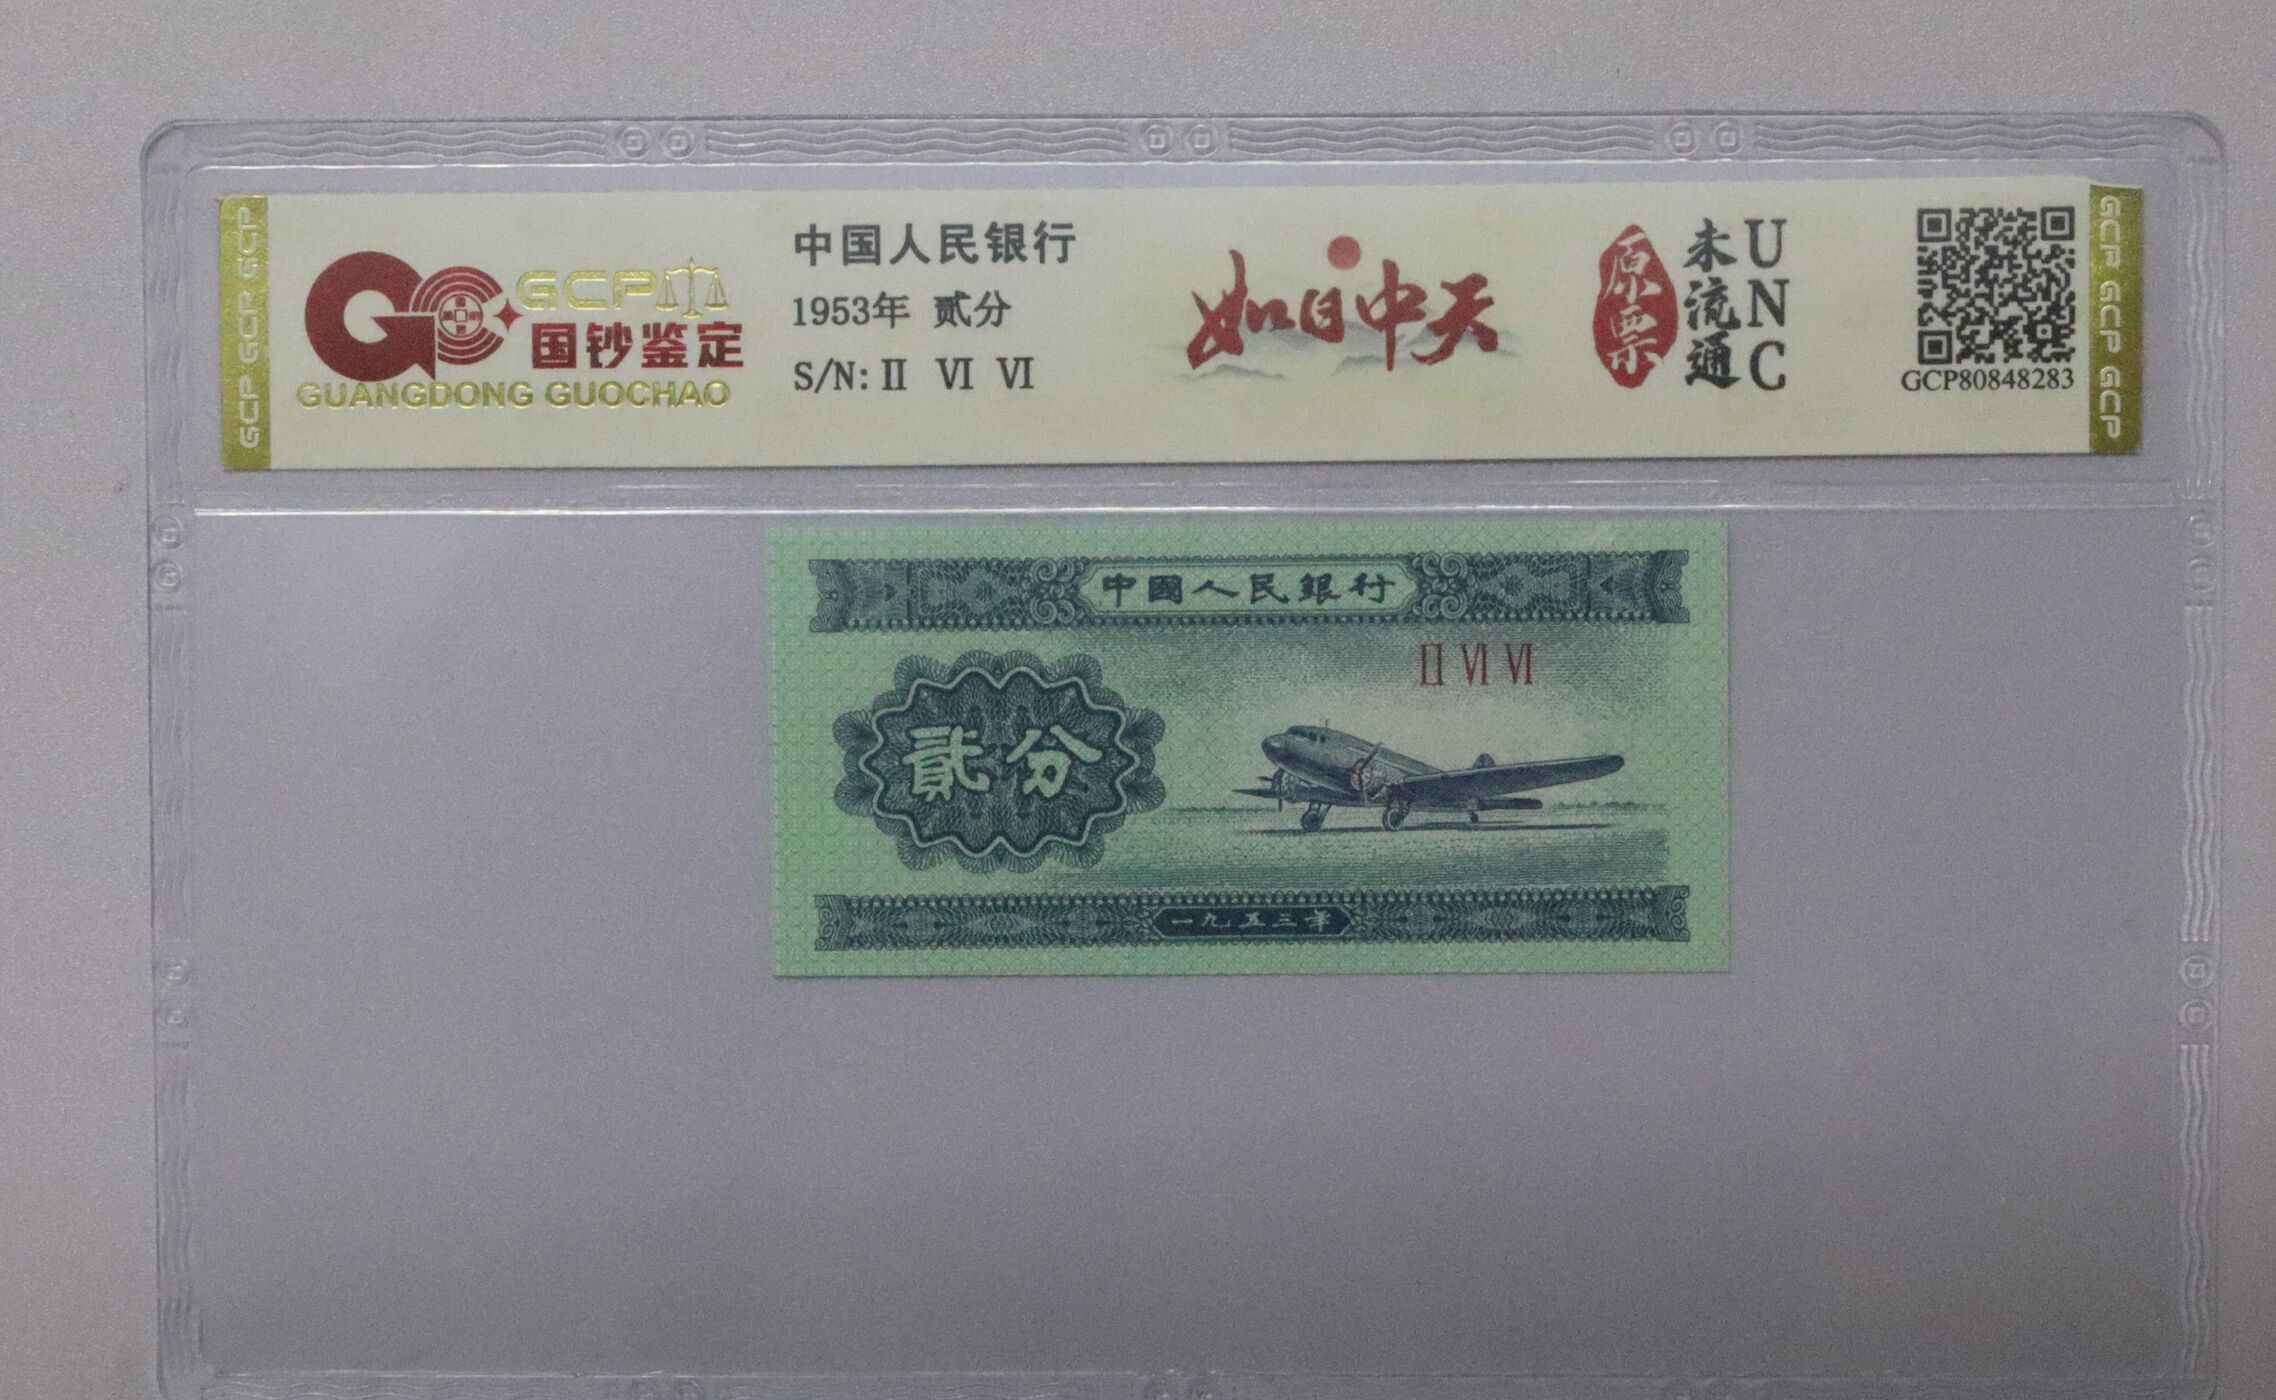 GCP GCP GCP
GCP
国钞鉴定
GUANGDONG GUOCHAO
中国人民银行
1953年 贰分
S/N: II VI VI
如日中天
原票
未流通
UNC
GCP80848283
GCP GCP GCP
中國人民銀行
II VI VI
貳分
一九五三年